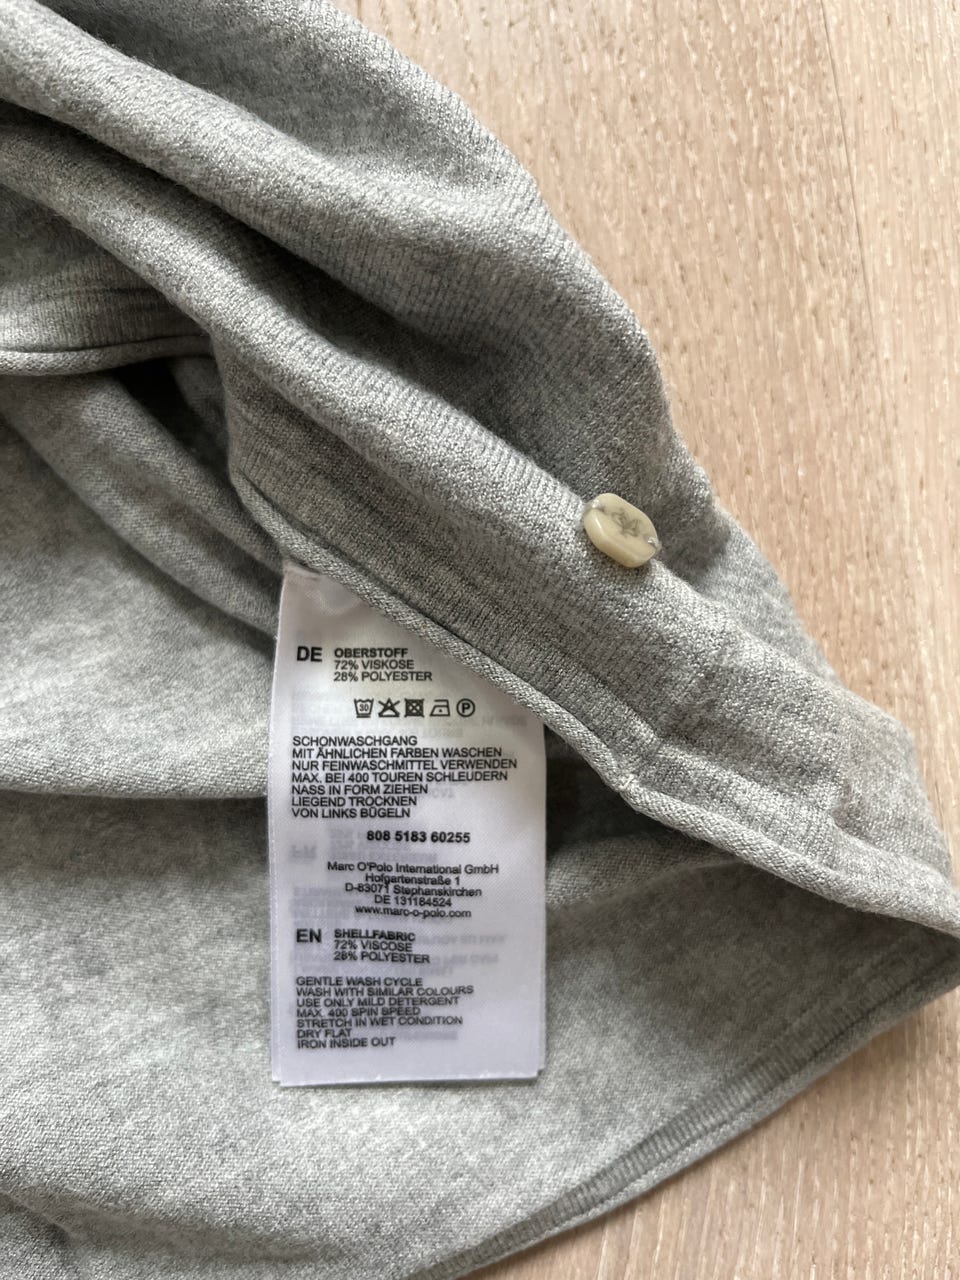 DE OBERSTOFF
72% VISKOSE
28% POLYESTER
30 P
SCHONWASCHGANG
MIT ÄHNLICHEN FARBEN WASCHEN
NUR FEINWASCHMITTEL VERWENDEN
MAX. BEI 400 TOUREN SCHLEUDERN
NASS IN FORM ZIEHEN
LIEGEND TROCKNEN
VON LINKS BÜGELN
808 5183 60255
Marc O'Polo International GmbH
Hofgartenstraße 1
D-83071 Stephanskirchen
DE 131184524
www.marc-o-polo.com
EN SHELLFABRIC
72% VISCOSE
28% POLYESTER
GENTLE WASH CYCLE
WASH WITH SIMILAR COLOURS
USE ONLY MILD DETERGENT
MAX. 400 SPIN SPEED
STRETCH IN WET CONDITION
DRY FLAT
IRON INSIDE OUT